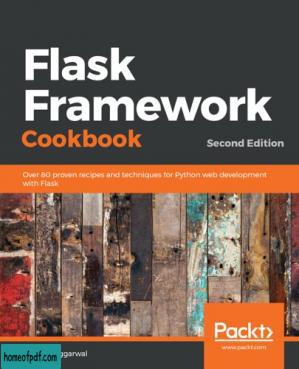 Flask
Framework
Cookbook
Second Edition
Over 80 proven recipes and techniques for Python web development
with Flask
Packt>
www.packt.com
homeofpdf.com
ggarwal